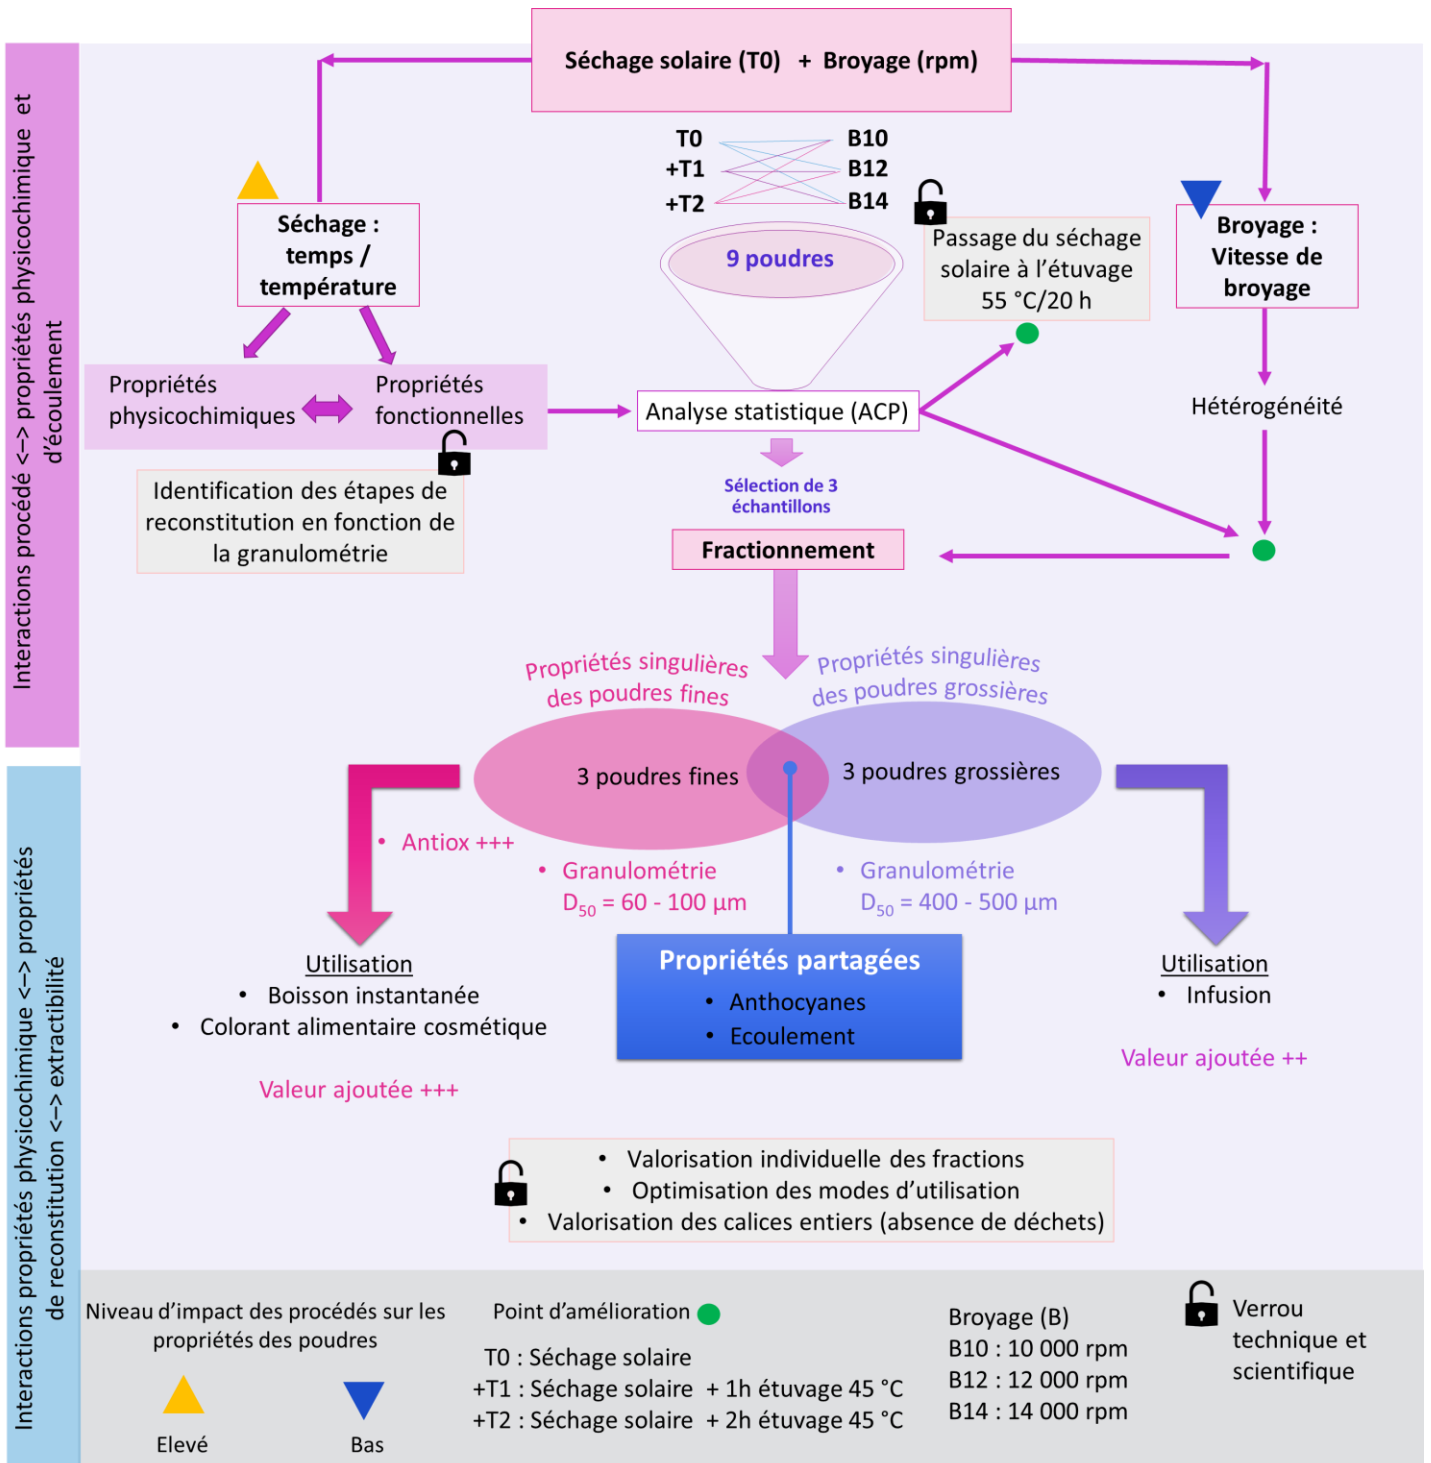 Séchage solaire (T0) + Broyage (rpm)
Interactions procédé <–> propriétés physicochimique et
d'écoulement
T0
B10
+T1
B12
+T2
B14
9 poudres
Séchage :
temps /
température
Passage du séchage
solaire à l'étuvage
55 °C/20 h
Broyage :
Vitesse de
broyage
Propriétés
physicochimiques
Propriétés
fonctionnelles
Analyse statistique (ACP)
Hétérogénéité
Identification des étapes de
reconstitution en fonction de
la granulométrie
Sélection de 3
échantillons
Fractionnement
Propriétés singulières
des poudres fines
Propriétés singulières
des poudres grossières
3 poudres fines
3 poudres grossières
Interactions propriétés physicochimique <–> propriétés
de reconstitution <–> extractibilité
• Antiox +++
• Granulométrie
D50 = 60 - 100 µm
• Granulométrie
D50 = 400 - 500 µm
Utilisation
• Boisson instantanée
• Colorant alimentaire cosmétique
Valeur ajoutée +++
Propriétés partagées
• Anthocyanes
• Ecoulement
Utilisation
• Infusion
Valeur ajoutée ++
• Valorisation individuelle des fractions
• Optimisation des modes d'utilisation
• Valorisation des calices entiers (absence de déchets)
Niveau d'impact des procédés sur les
propriétés des poudres
Elevé
Bas
Point d'amélioration
T0 : Séchage solaire
+T1 : Séchage solaire + 1h étuvage 45 °C
+T2 : Séchage solaire + 2h étuvage 45 °C
Broyage (B)
B10 : 10 000 rpm
B12 : 12 000 rpm
B14 : 14 000 rpm
Verrou
technique et
scientifique